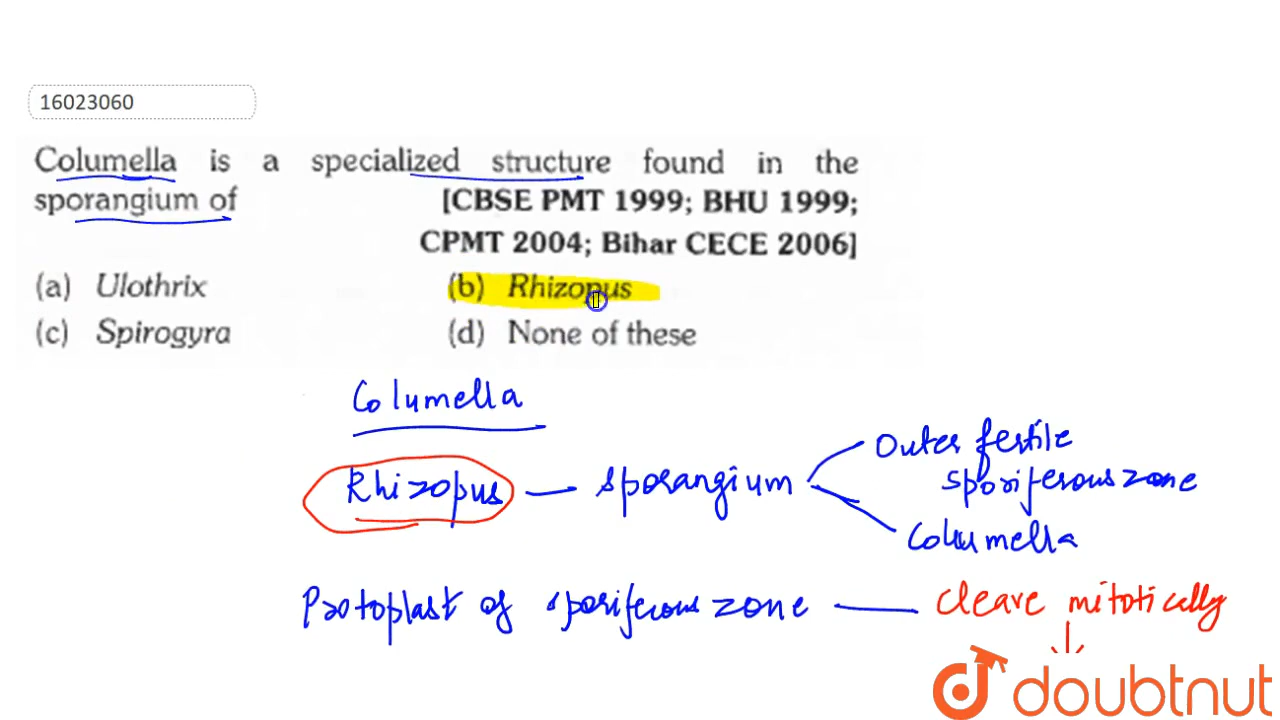 16023060
Columella is a specialized structure found in the
sporangium of [CBSE PMT 1999; BHU 1999;
CPMT 2004; Bihar CECE 2006]
(a) Ulothrix (b) Rhizopus
(c) Spirogyra (d) None of these
Columella
Rhizopus — Sporangium
Outer fertile
sporiferous zone
Columella
Protoplast of sporiferous zone — Cleave mitotically
doubtnut